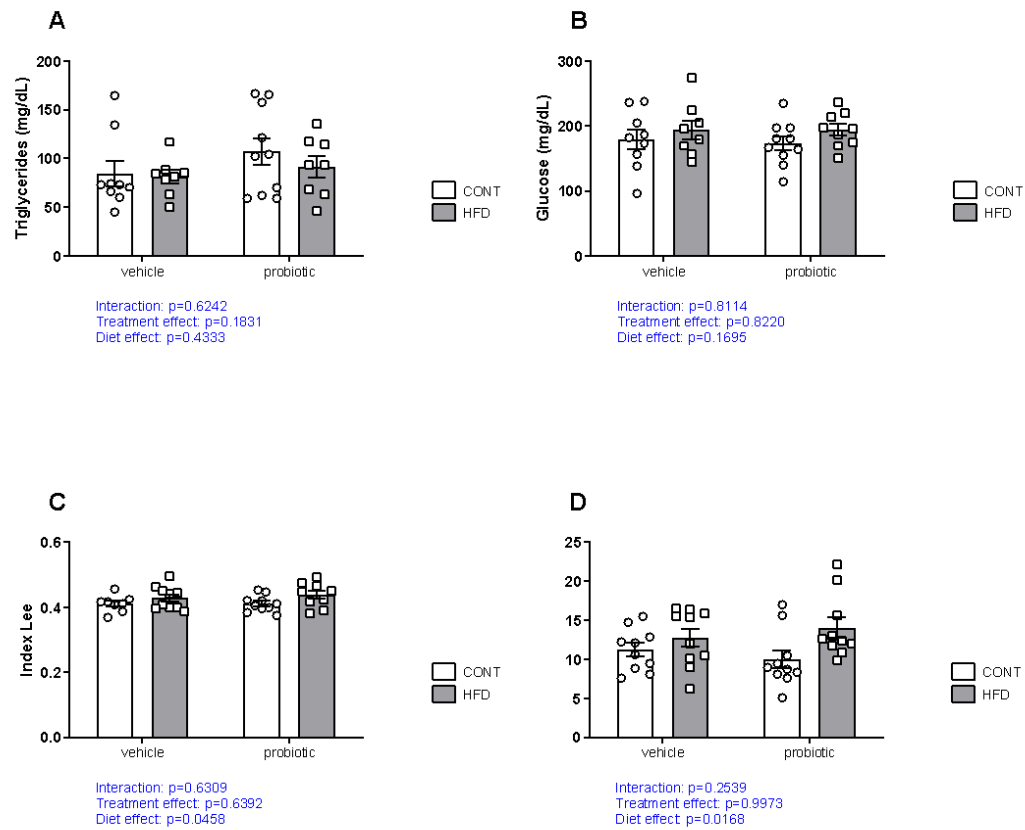 A
Triglycerides (mg/dL)
200
150
100
50
0
vehicle
probiotic
CONT
HFD
Interaction: p=0.6242
Treatment effect: p=0.1831
Diet effect: p=0.4333
B
Glucose (mg/dL)
300
200
100
0
vehicle
probiotic
CONT
HFD
Interaction: p=0.8114
Treatment effect: p=0.8220
Diet effect: p=0.1695
C
Index Lee
0.6
0.4
0.2
0.0
vehicle
probiotic
CONT
HFD
Interaction: p=0.6309
Treatment effect: p=0.6392
Diet effect: p=0.0458
D
25
20
15
10
5
0
vehicle
probiotic
CONT
HFD
Interaction: p=0.2539
Treatment effect: p=0.9973
Diet effect: p=0.0168